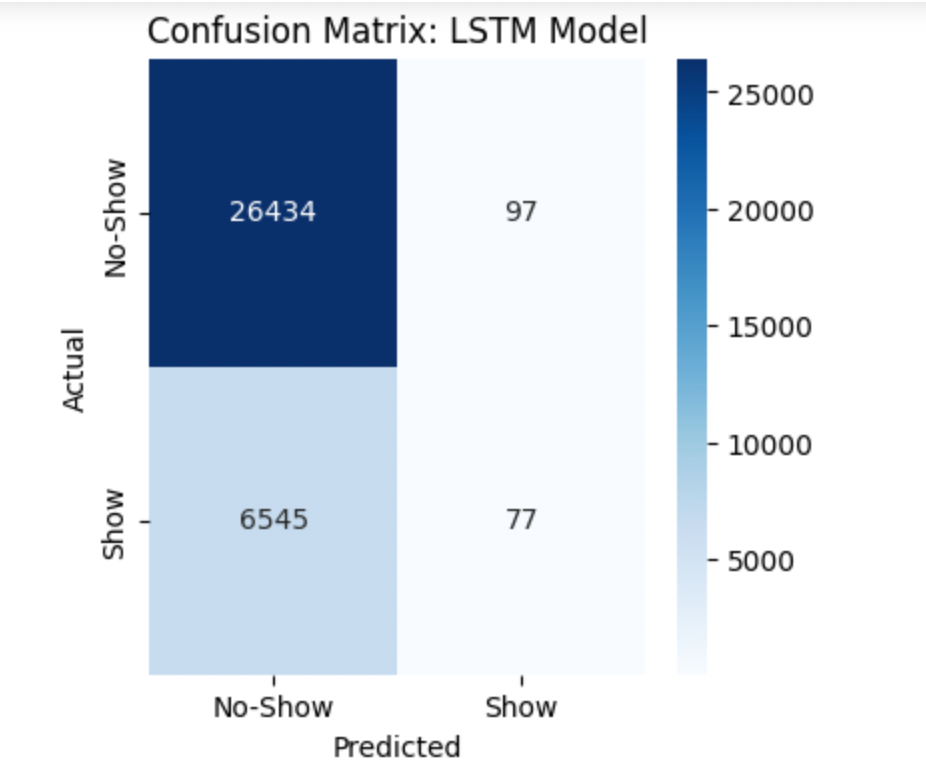 Confusion Matrix: LSTM Model
25000
No-Show
26434 97
20000
15000
Actual
10000
Show
6545 77
5000
No-Show Show
Predicted